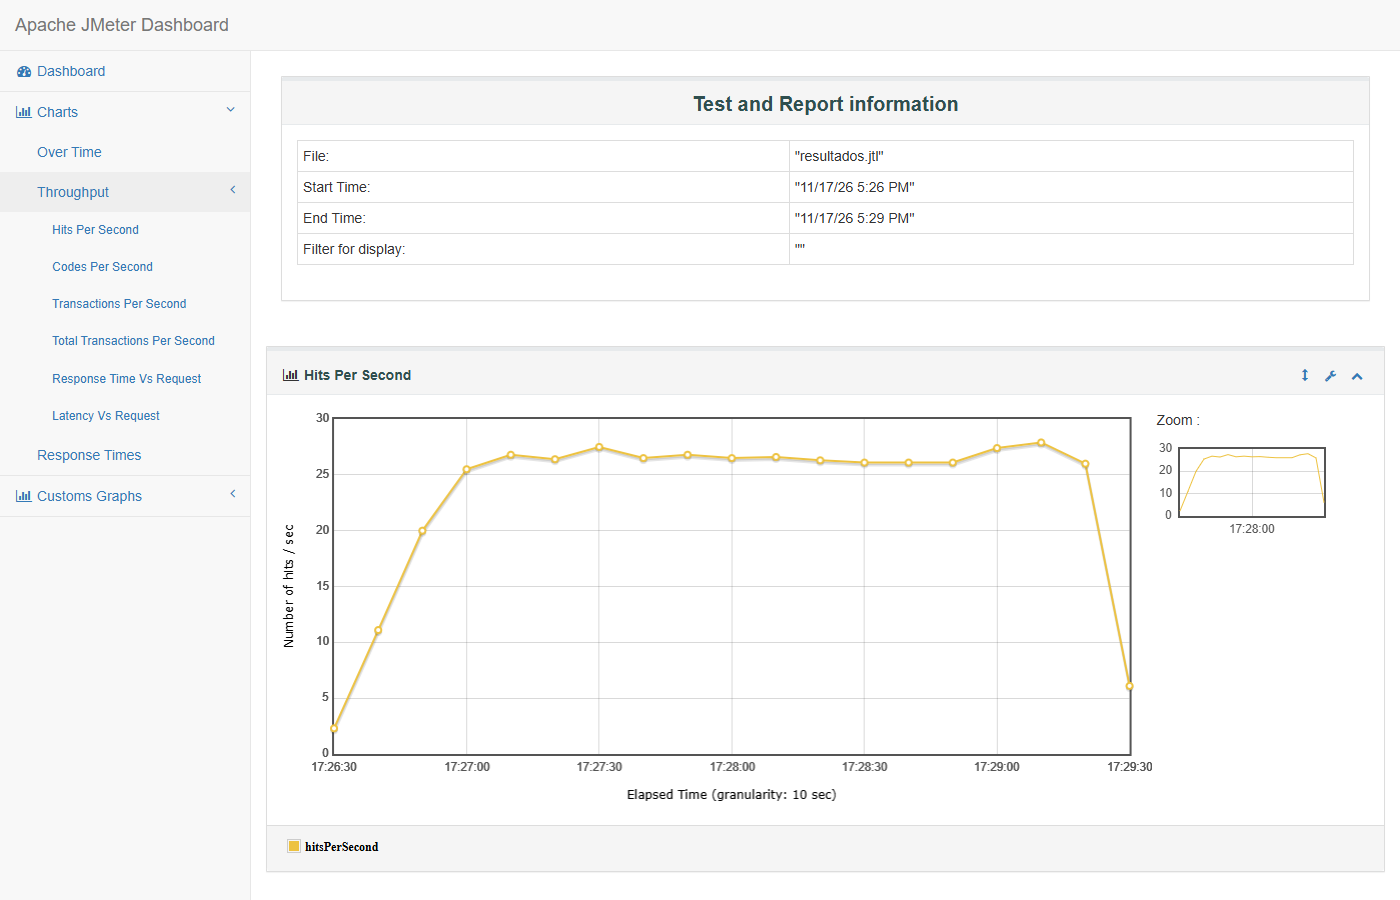 Apache JMeter Dashboard
Dashboard
Charts
Over Time
Throughput
Hits Per Second
Codes Per Second
Transactions Per Second
Total Transactions Per Second
Response Time Vs Request
Latency Vs Request
Response Times
Customs Graphs
Test and Report information
File: "resultados.jtl"
Start Time: "11/17/26 5:26 PM"
End Time: "11/17/26 5:29 PM"
Filter for display: ""
Hits Per Second
30
25
20
15
10
5
0
Number of hits / sec
17:26:30 17:27:00 17:27:30 17:28:00 17:28:30 17:29:00 17:29:30
Elapsed Time (granularity: 10 sec)
Zoom :
30
20
10
0
17:28:00
hitsPerSecond